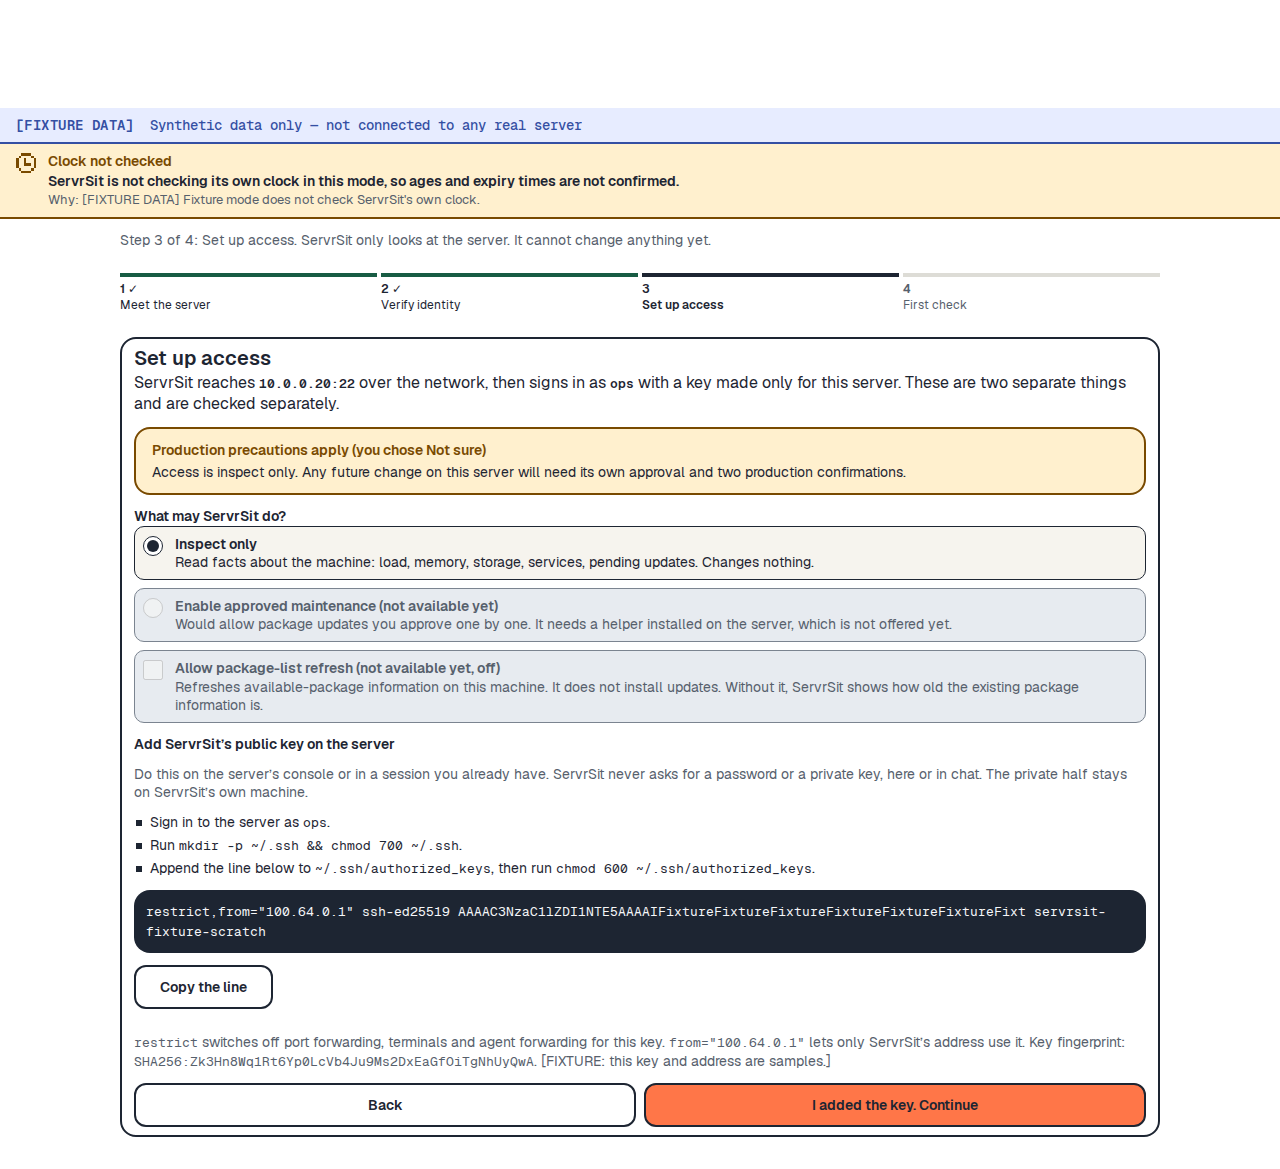 [FIXTURE DATA] Synthetic data only — not connected to any real server
Clock not checked
ServrSit is not checking its own clock in this mode, so ages and expiry times are not confirmed.
Why: [FIXTURE DATA] Fixture mode does not check ServrSit's own clock.
Step 3 of 4: Set up access. ServrSit only looks at the server. It cannot change anything yet.
1 ✓
Meet the server
2 ✓
Verify identity
3
Set up access
4
First check
Set up access
ServrSit reaches 10.0.0.20:22 over the network, then signs in as ops with a key made only for this server. These are two separate things
and are checked separately.
Production precautions apply (you chose Not sure)
Access is inspect only. Any future change on this server will need its own approval and two production confirmations.
What may ServrSit do?
Inspect only
Read facts about the machine: load, memory, storage, services, pending updates. Changes nothing.
Enable approved maintenance (not available yet)
Would allow package updates you approve one by one. It needs a helper installed on the server, which is not offered yet.
Allow package-list refresh (not available yet, off)
Refreshes available-package information on this machine. It does not install updates. Without it, ServrSit shows how old the existing package
information is.
Add ServrSit's public key on the server
Do this on the server's console or in a session you already have. ServrSit never asks for a password or a private key, here or in chat. The private half stays
on ServrSit's own machine.
Sign in to the server as ops.
Run mkdir -p ~/.ssh && chmod 700 ~/.ssh.
Append the line below to ~/.ssh/authorized_keys, then run chmod 600 ~/.ssh/authorized_keys.
restrict,from="100.64.0.1" ssh-ed25519 AAAAC3NzaC1lZDI1NTE5AAAAIFixtureFixtureFixtureFixtureFixtureFixtureFixt servrsit-
fixture-scratch
Copy the line
restrict switches off port forwarding, terminals and agent forwarding for this key. from="100.64.0.1" lets only ServrSit's address use it. Key fingerprint:
SHA256:Zk3Hn8Wq1Rt6Yp0LcVb4Ju9Ms2DxEaGfOiTgNhUyQwA. [FIXTURE: this key and address are samples.]
Back
I added the key. Continue